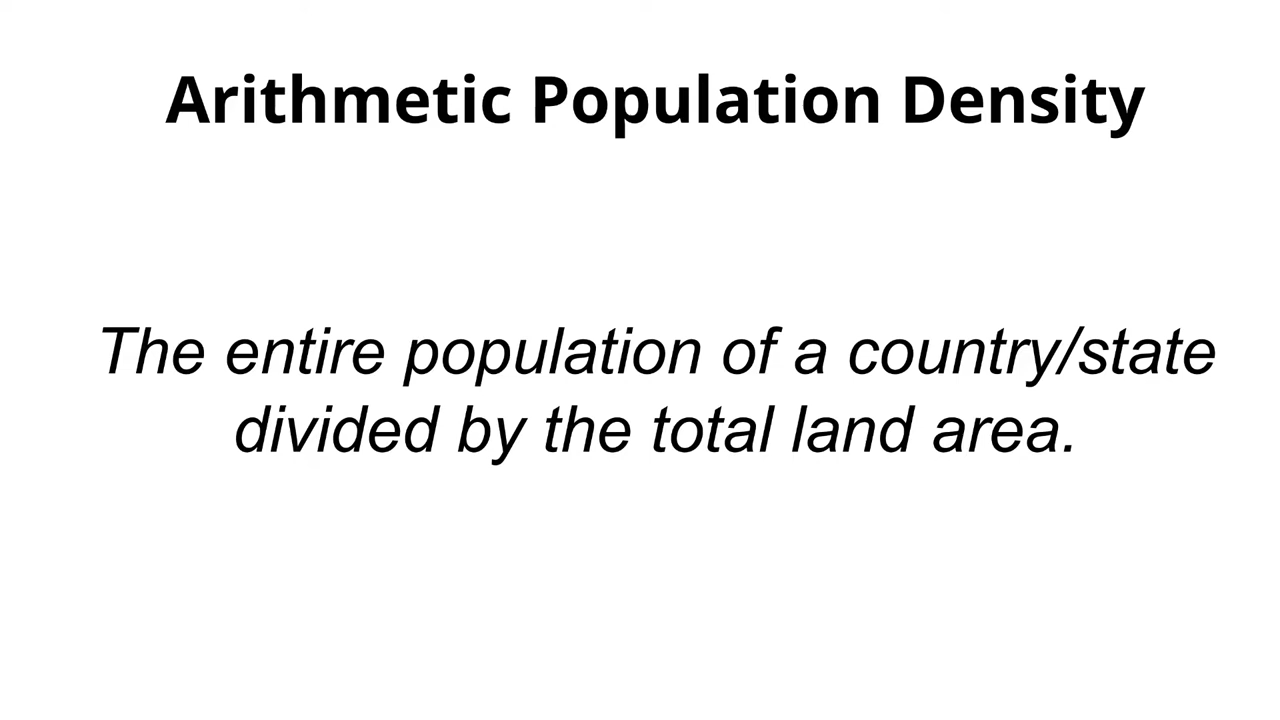 Arithmetic Population Density
The entire population of a country/state
divided by the total land area.